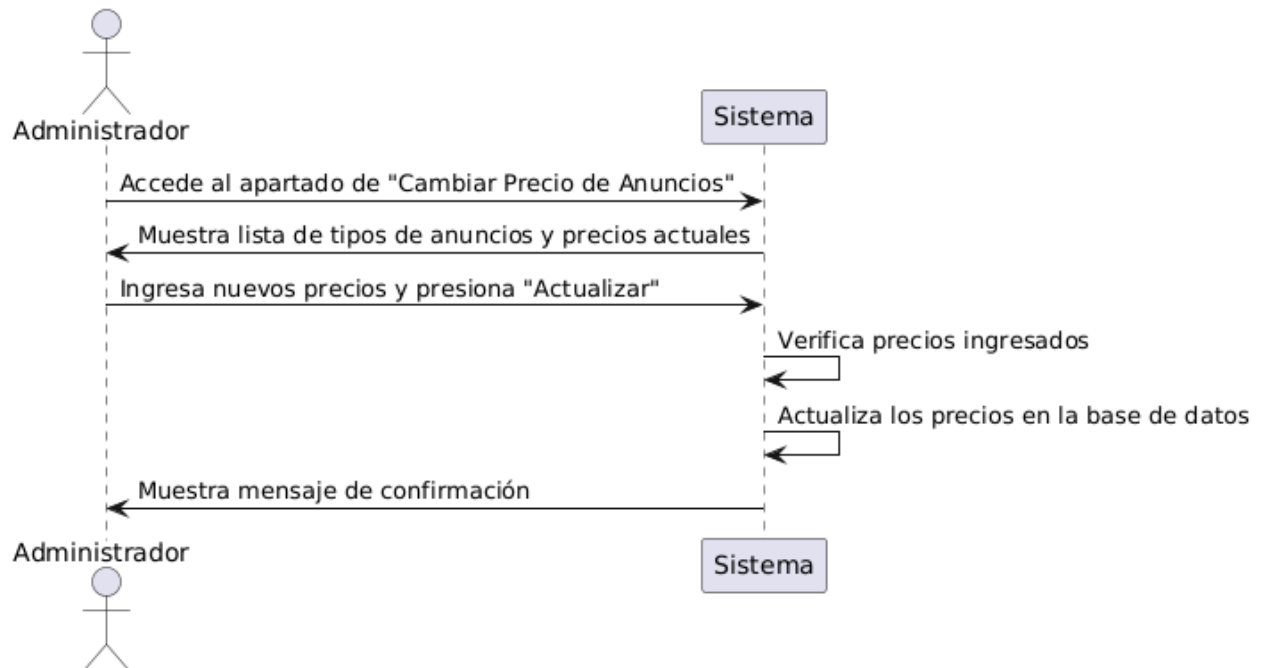 Administrador
Sistema
Accede al apartado de "Cambiar Precio de Anuncios"
Muestra lista de tipos de anuncios y precios actuales
Ingresa nuevos precios y presiona "Actualizar"
Verifica precios ingresados
Actualiza los precios en la base de datos
Muestra mensaje de confirmación
Administrador
Sistema